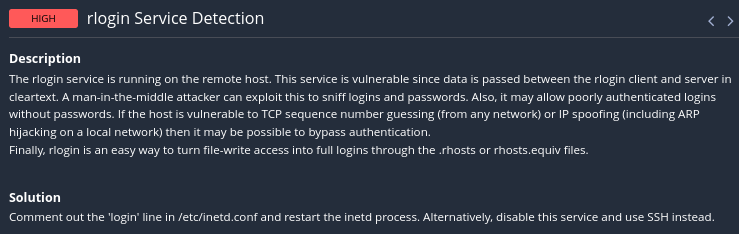 HIGH rlogin Service Detection
Description
The rlogin service is running on the remote host. This service is vulnerable since data is passed between the rlogin client and server in
cleartext. A man-in-the-middle attacker can exploit this to sniff logins and passwords. Also, it may allow poorly authenticated logins
without passwords. If the host is vulnerable to TCP sequence number guessing (from any network) or IP spoofing (including ARP
hijacking on a local network) then it may be possible to bypass authentication.
Finally, rlogin is an easy way to turn file-write access into full logins through the .rhosts or rhosts.equiv files.
Solution
Comment out the 'login' line in /etc/inetd.conf and restart the inetd process. Alternatively, disable this service and use SSH instead.